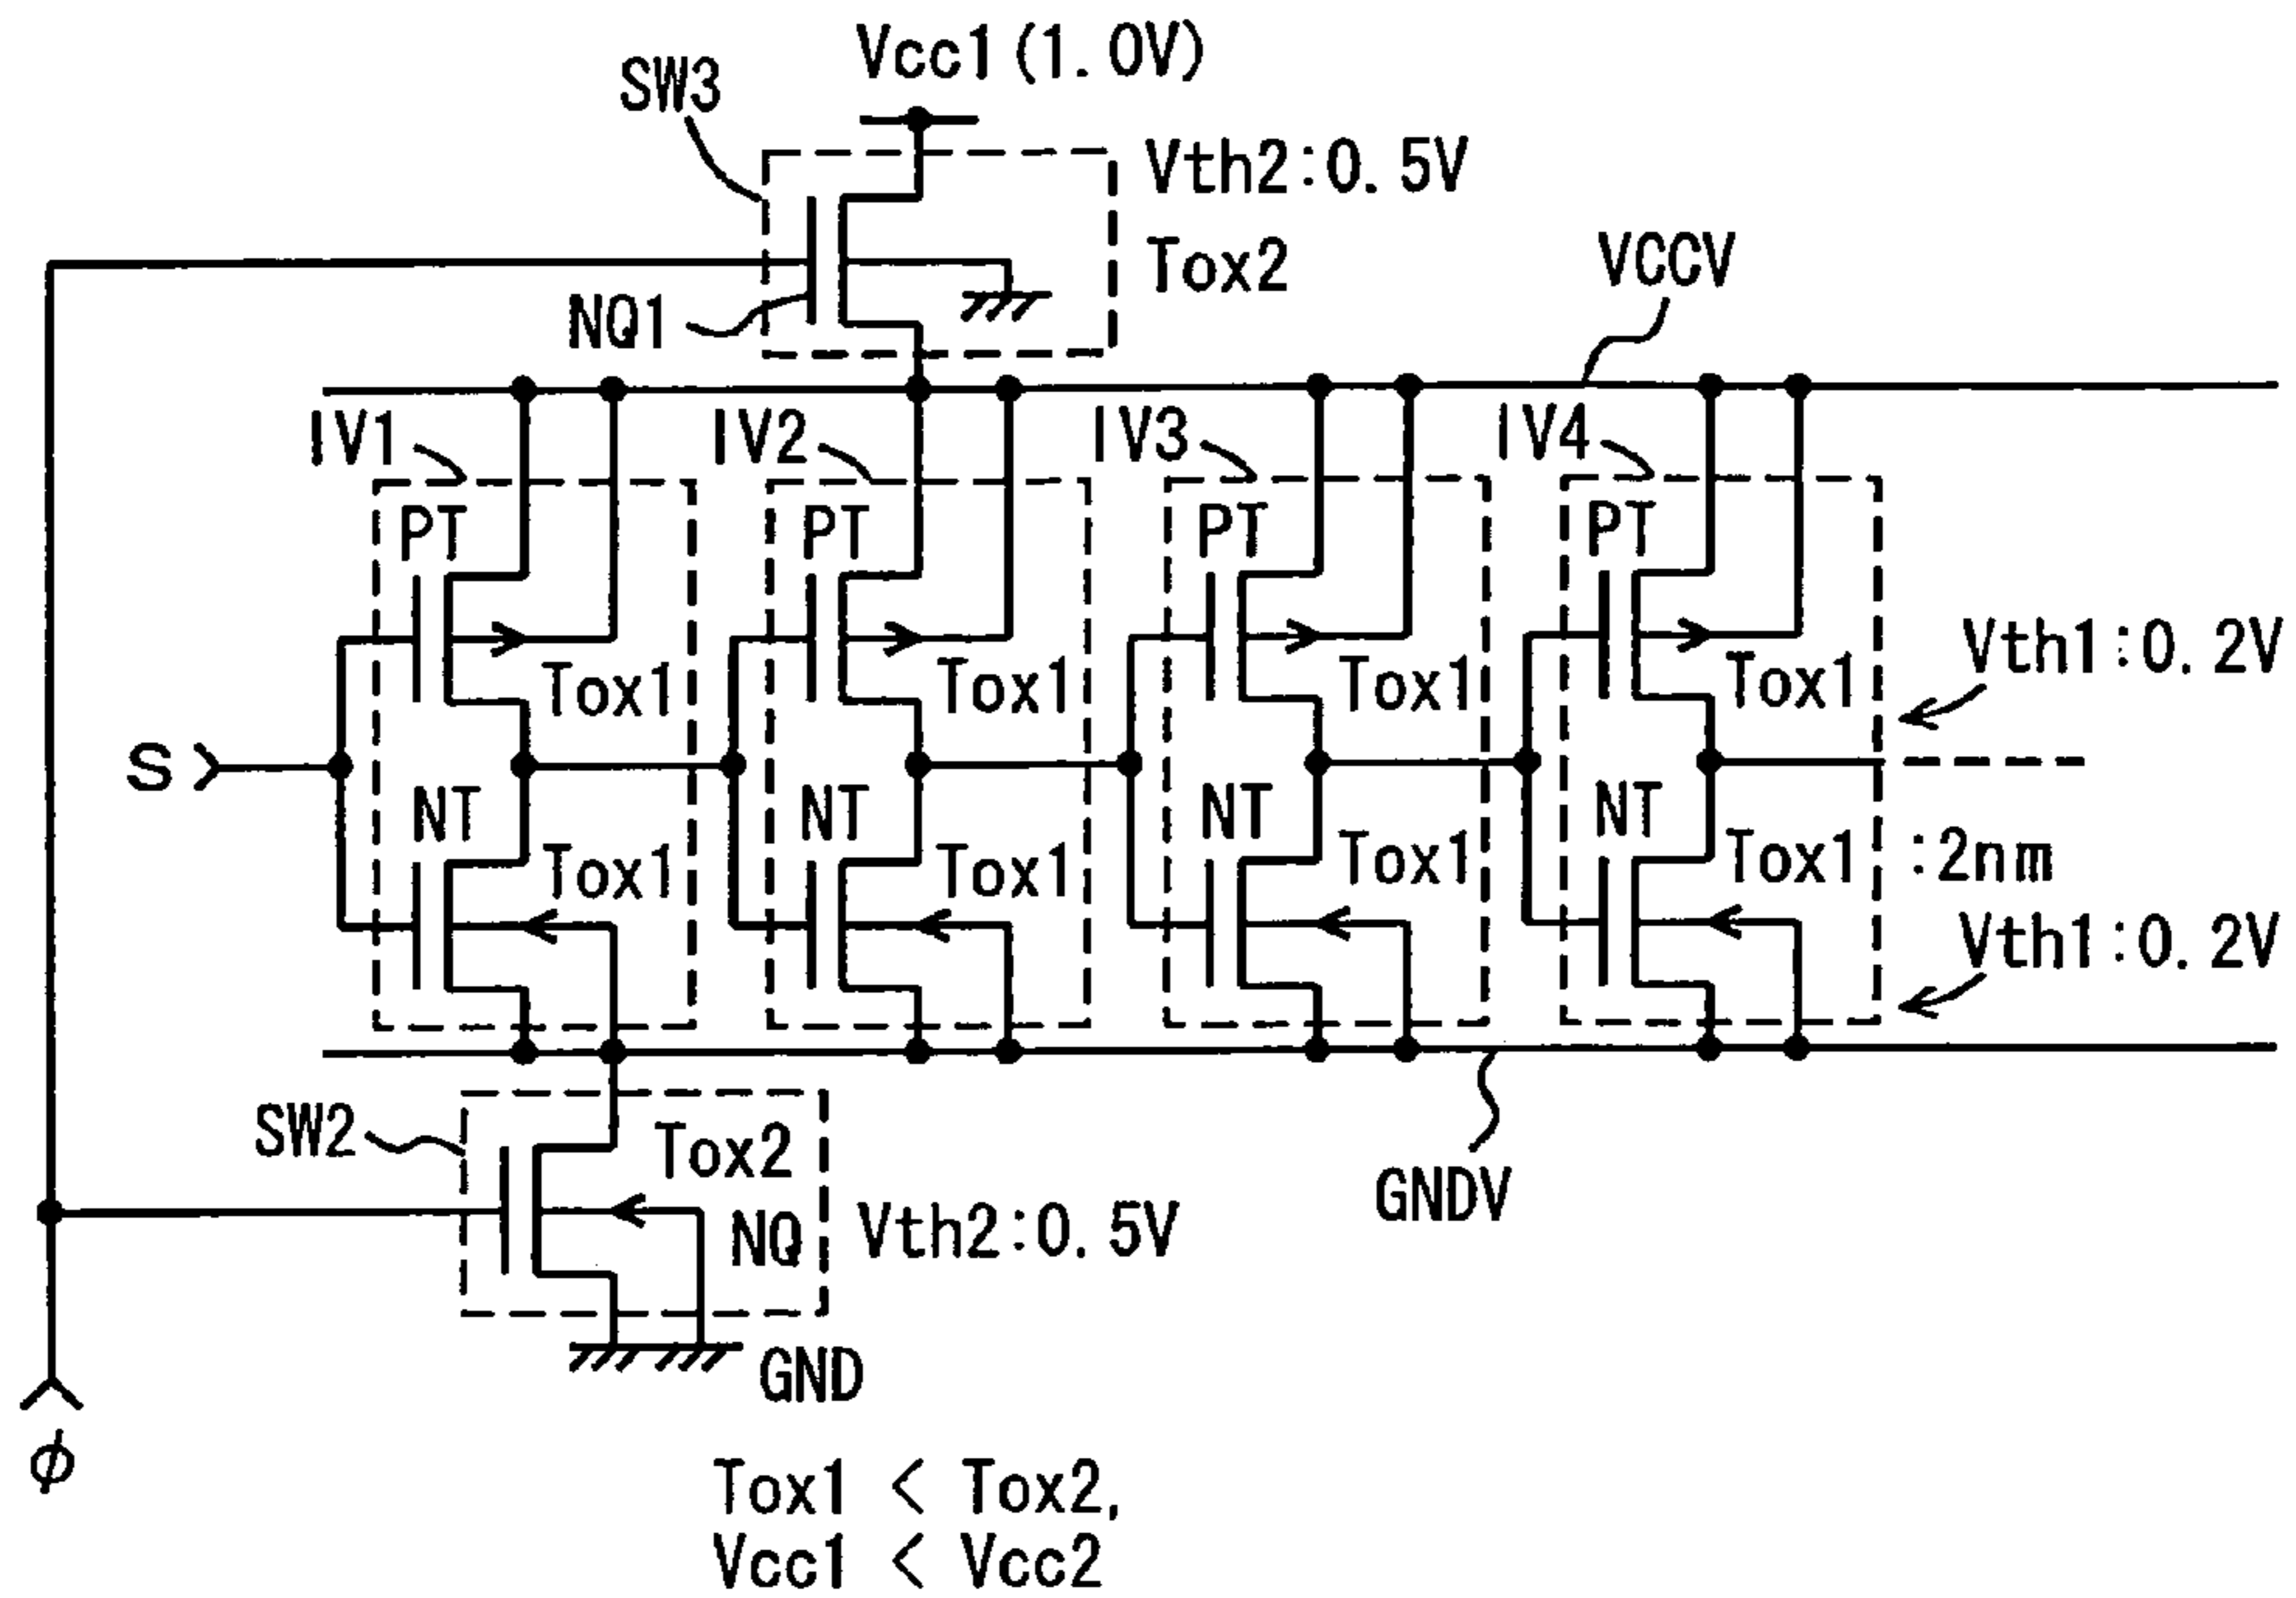 Vcc1(1.0V)
SW3
Vth2:0.5V
Tox2
NQ1
VCCV
IV1
IV2
IV3
IV4
PT
PT
PT
PT
Vth1:0.2V
Tox1
Tox1
Tox1
Tox1
S
NT
NT
NT
NT
Tox1
Tox1
Tox1
Tox1 :2nm
Vth1:0.2V
SW2
Tox2
NQ
Vth2:0.5V
GNDV
GND
ϕ
Tox1 < Tox2,
Vcc1 < Vcc2